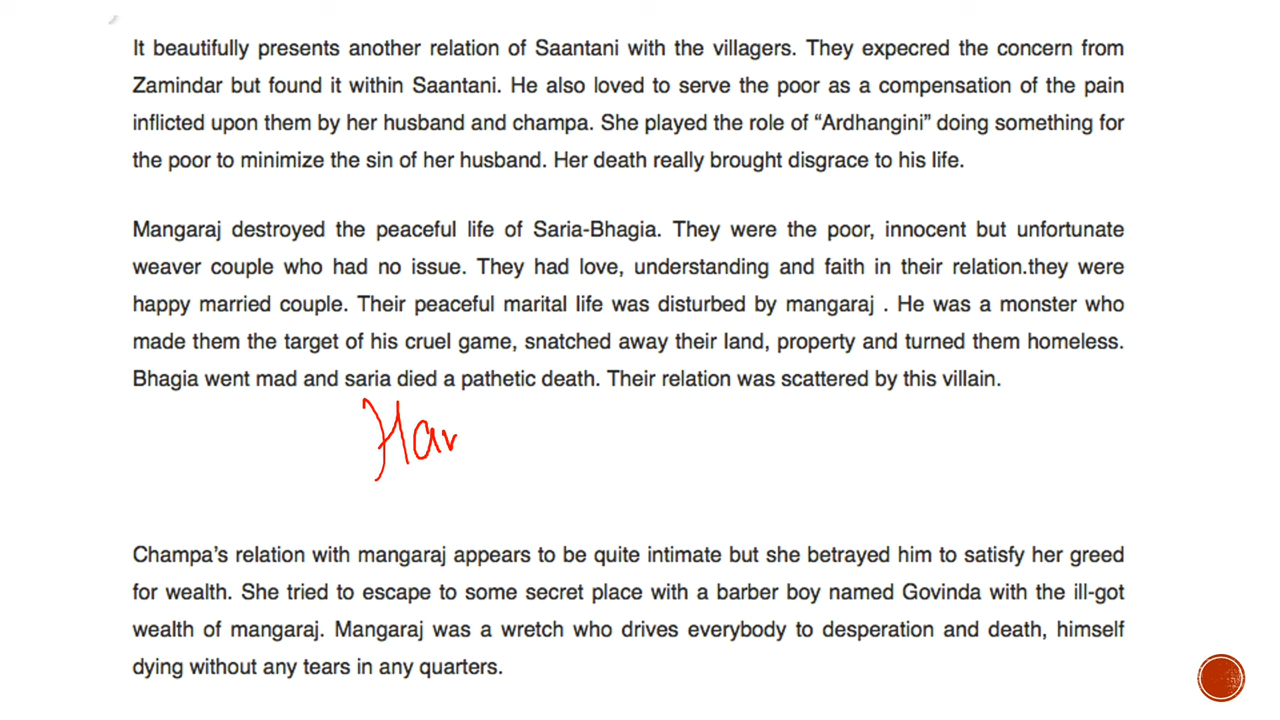 It beautifully presents another relation of Saantani with the villagers. They expecred the concern from
Zamindar but found it within Saantani. He also loved to serve the poor as a compensation of the pain
inflicted upon them by her husband and champa. She played the role of “Ardhangini” doing something for
the poor to minimize the sin of her husband. Her death really brought disgrace to his life.
Mangaraj destroyed the peaceful life of Saria-Bhagia. They were the poor, innocent but unfortunate
weaver couple who had no issue. They had love, understanding and faith in their relation.they were
happy married couple. Their peaceful marital life was disturbed by mangaraj . He was a monster who
made them the target of his cruel game, snatched away their land, property and turned them homeless.
Bhagia went mad and saria died a pathetic death. Their relation was scattered by this villain.
Har
Champa’s relation with mangaraj appears to be quite intimate but she betrayed him to satisfy her greed
for wealth. She tried to escape to some secret place with a barber boy named Govinda with the ill-got
wealth of mangaraj. Mangaraj was a wretch who drives everybody to desperation and death, himself
dying without any tears in any quarters.